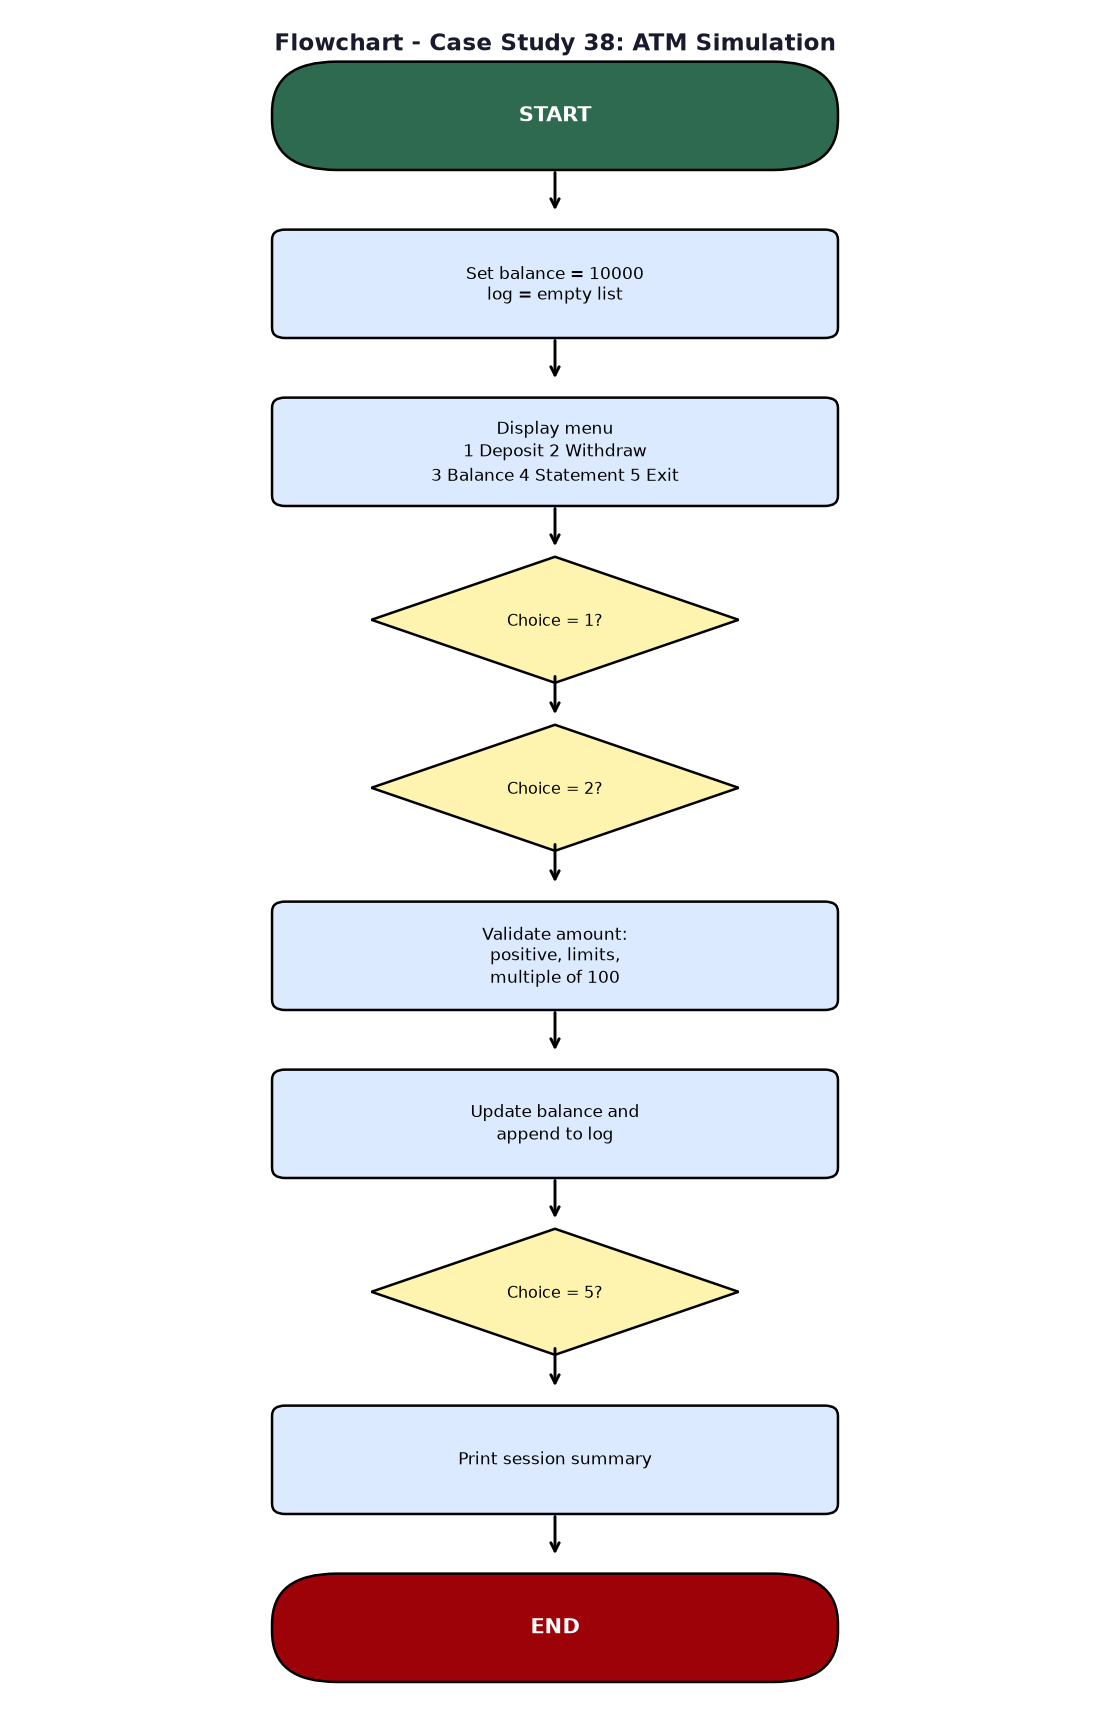 Flowchart - Case Study 38: ATM Simulation
START
Set balance = 10000
log = empty list
Display menu
1 Deposit 2 Withdraw
3 Balance 4 Statement 5 Exit
Choice = 1?
Choice = 2?
Validate amount:
positive, limits,
multiple of 100
Update balance and
append to log
Choice = 5?
Print session summary
END